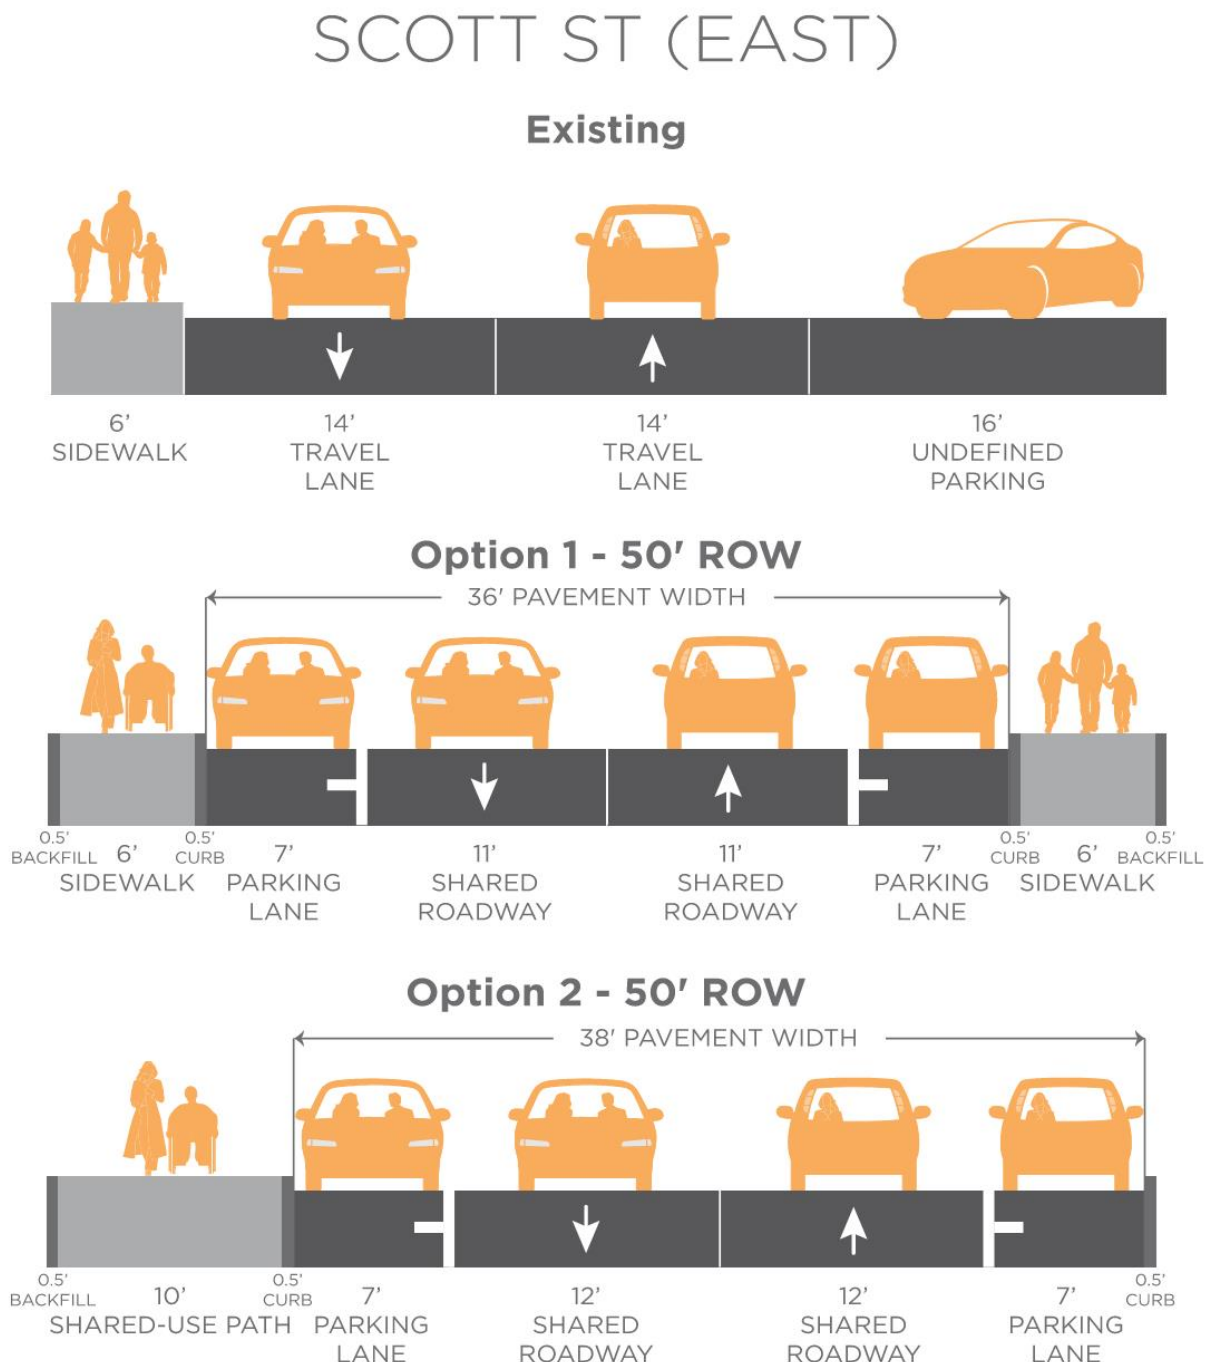 SCOTT ST (EAST)
Existing
6’
SIDEWALK
14’
TRAVEL
LANE
14’
TRAVEL
LANE
16’
UNDEFINED
PARKING
Option 1 - 50' ROW
36' PAVEMENT WIDTH
0.5'
BACKFILL
6’
SIDEWALK
0.5'
CURB
7’
PARKING
LANE
11’
SHARED
ROADWAY
11’
SHARED
ROADWAY
7’
PARKING
LANE
0.5'
CURB
6’
SIDEWALK
0.5'
BACKFILL
Option 2 - 50' ROW
38' PAVEMENT WIDTH
0.5'
BACKFILL
10’
SHARED-USE PATH
0.5'
CURB
7’
PARKING
LANE
12’
SHARED
ROADWAY
12’
SHARED
ROADWAY
7’
PARKING
LANE
0.5'
CURB